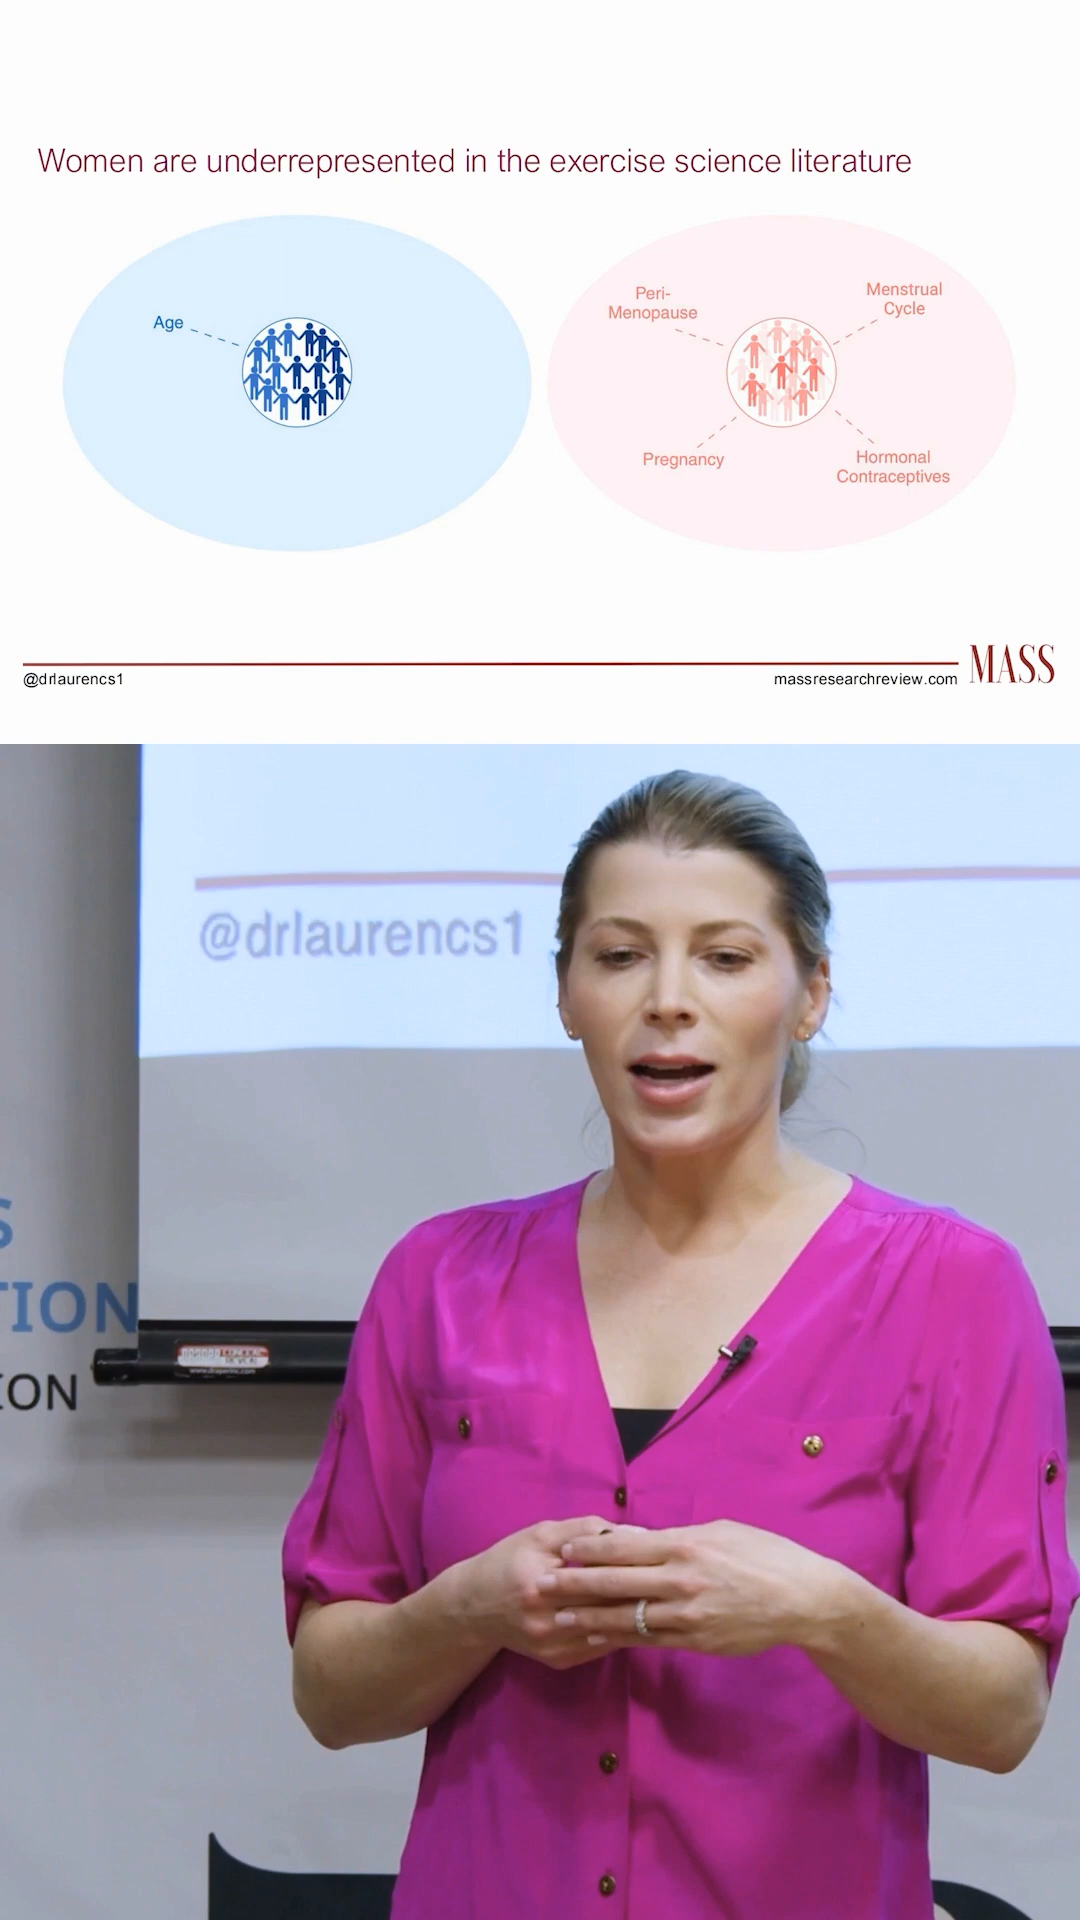 Women are underrepresented in the exercise science literature
Age
Peri-
Menopause
Menstrual
Cycle
Pregnancy
Hormonal
Contraceptives
@drlaurencs1
massresearchreview.com
MASS
@drlaurencs1
S
TION
ION